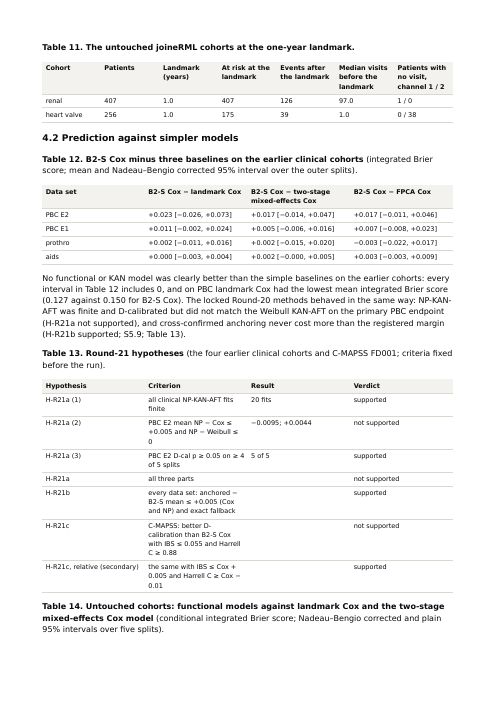 Table 11. The untouched joineRML cohorts at the one-year landmark.
Cohort Patients Landmark (years) At risk at the landmark Events after the landmark Median visits before the landmark Patients with no visit, channel 1 / 2
renal 407 1.0 407 126 97.0 1 / 0
heart valve 256 1.0 175 39 1.0 0 / 38
4.2 Prediction against simpler models
Table 12. B2-S Cox minus three baselines on the earlier clinical cohorts (integrated Brier
score; mean and Nadeau–Bengio corrected 95% interval over the outer splits).
Data set B2-S Cox − landmark Cox B2-S Cox − two-stage mixed-effects Cox B2-S Cox − FPCA Cox
PBC E2 +0.023 [−0.026, +0.073] +0.017 [−0.014, +0.047] +0.017 [−0.011, +0.046]
PBC E1 +0.011 [−0.002, +0.024] +0.005 [−0.006, +0.016] +0.007 [−0.008, +0.023]
prothro +0.002 [−0.011, +0.016] +0.002 [−0.015, +0.020] −0.003 [−0.022, +0.017]
aids +0.000 [−0.003, +0.004] +0.002 [−0.000, +0.005] +0.003 [−0.003, +0.009]
No functional or KAN model was clearly better than the simple baselines on the earlier cohorts: every
interval in Table 12 includes 0, and on PBC landmark Cox had the lowest mean integrated Brier score
(0.127 against 0.150 for B2-S Cox). The locked Round-20 methods behaved in the same way: NP-KAN-
AFT was finite and D-calibrated but did not match the Weibull KAN-AFT on the primary PBC endpoint
(H-R21a not supported), and cross-confirmed anchoring never cost more than the registered margin
(H-R21b supported; S5.9; Table 13).
Table 13. Round-21 hypotheses (the four earlier clinical cohorts and C-MAPSS FD001; criteria fixed
before the run).
Hypothesis Criterion Result Verdict
H-R21a (1) all clinical NP-KAN-AFT fits finite 20 fits supported
H-R21a (2) PBC E2 mean NP − Cox ≤ +0.005 and NP − Weibull ≤ 0 −0.0095; +0.0044 not supported
H-R21a (3) PBC E2 D-cal p ≥ 0.05 on ≥ 4 of 5 splits 5 of 5 supported
H-R21a all three parts not supported
H-R21b every data set: anchored − B2-S mean ≤ +0.005 (Cox and NP) and exact fallback supported
H-R21c C-MAPSS: better D-calibration than B2-S Cox with IBS ≤ 0.055 and Harrell C ≥ 0.88 not supported
H-R21c, relative (secondary) the same with IBS ≤ Cox + 0.005 and Harrell C ≥ Cox − 0.01 supported
Table 14. Untouched cohorts: functional models against landmark Cox and the two-stage
mixed-effects Cox model (conditional integrated Brier score; Nadeau–Bengio corrected and plain
95% intervals over five splits).